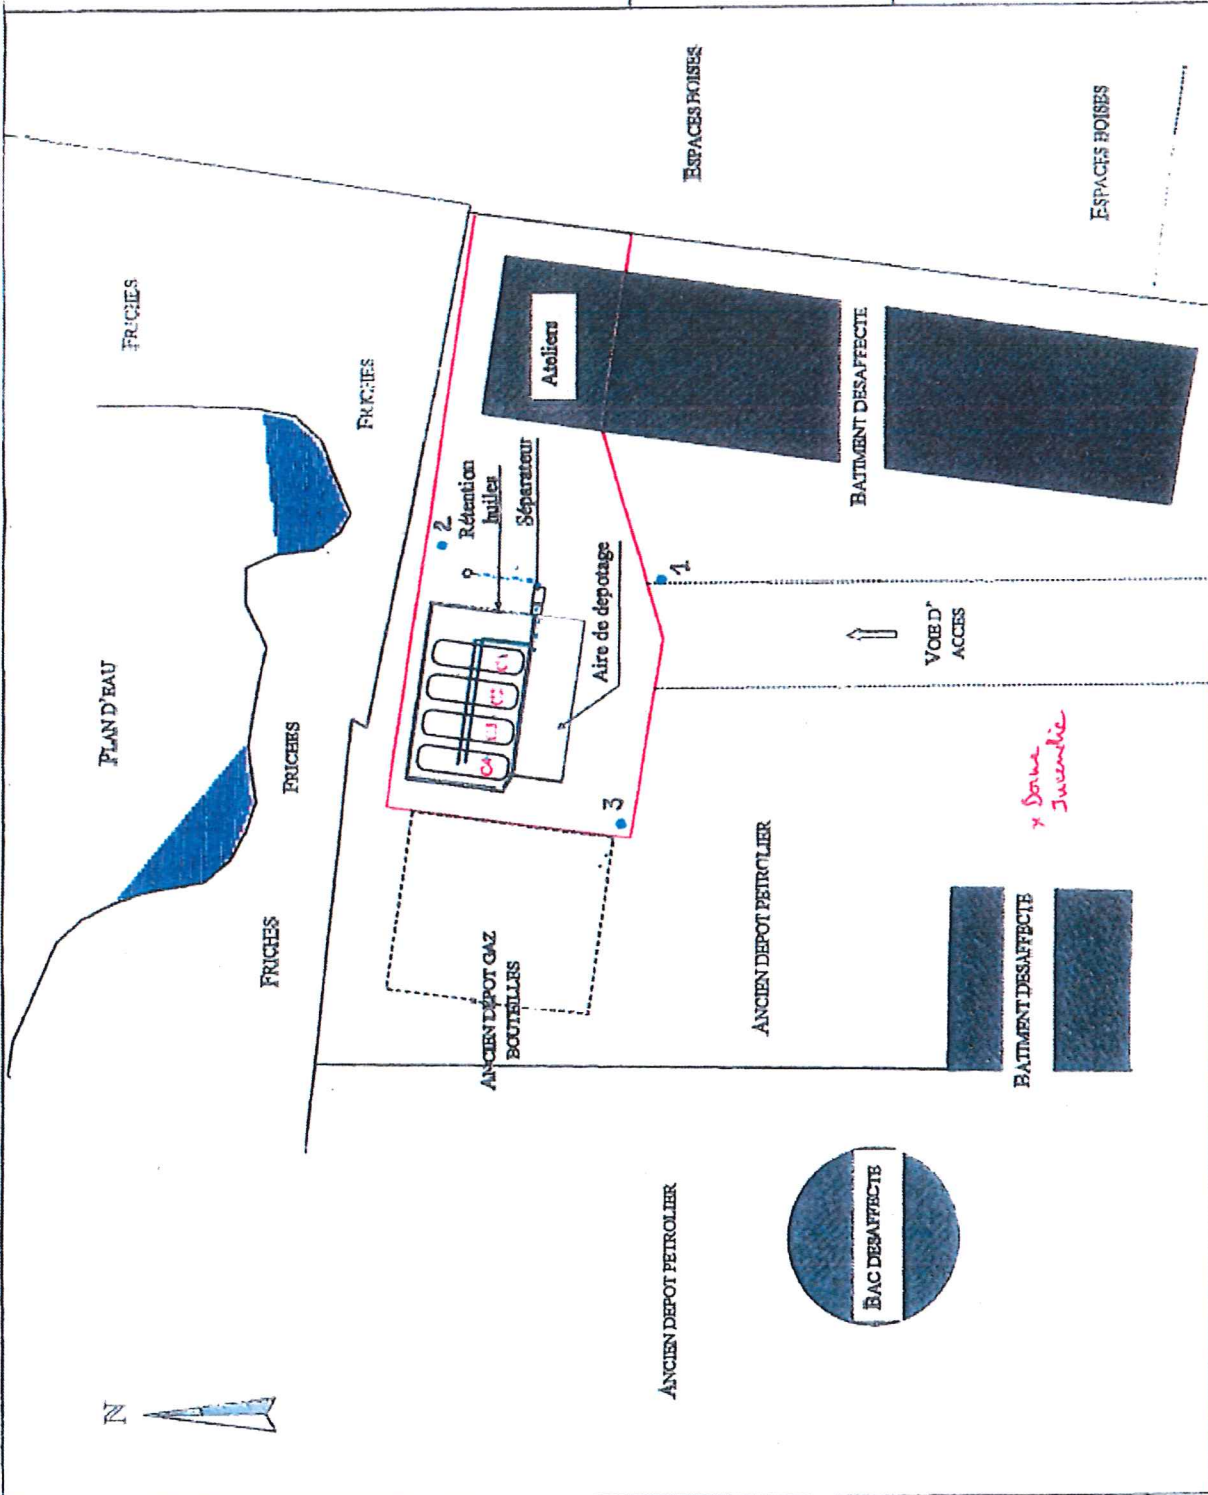 N
PLAN D'EAU
FRICHES
FRICHES
FRICHES
FRICHES
ESPACES BOISES
ESPACES BOISES
Ateliers
BATIMENT DESAFFECTE
2
Rétention
huiles
Séparateur
Aire de depotage
C4
C3
C2
C1
1
3
VOIE D'
ACCES
ANCIEN DEPOT GAZ
BOUTEILLES
ANCIEN DEPOT PETROLIER
ANCIEN DEPOT PETROLIER
BATIMENT DESAFFECTE
BAC DESAFFECTE
x Borne
Incendie